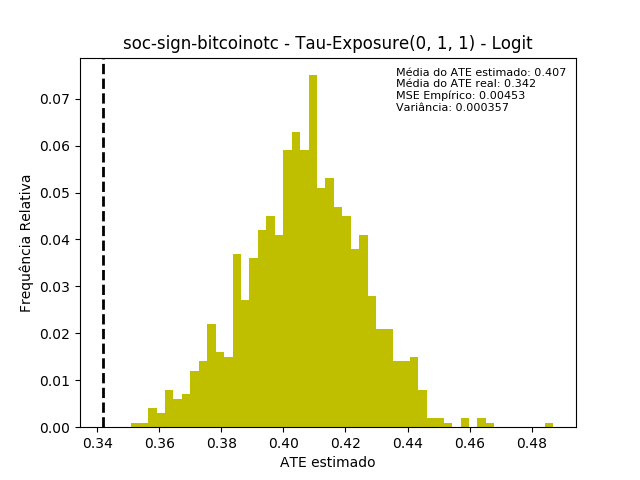 soc-sign-bitcoinotc - Tau-Exposure(0, 1, 1) - Logit
Média do ATE estimado: 0.407
Média do ATE real: 0.342
MSE Empírico: 0.00453
Variância: 0.000357
Frequência Relativa
0.07
0.06
0.05
0.04
0.03
0.02
0.01
0.00
0.34 0.36 0.38 0.40 0.42 0.44 0.46 0.48
ATE estimado